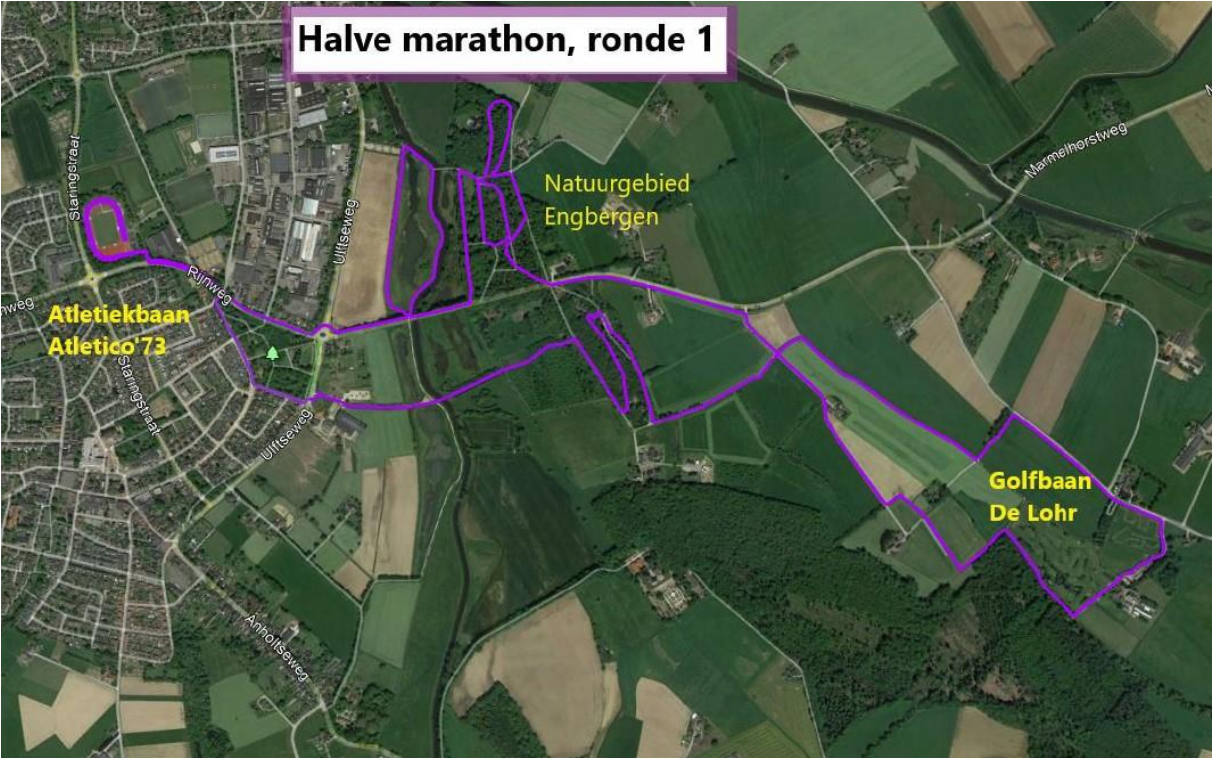 Halve marathon, ronde 1
Marmelhorstweg
Staringstraat
Natuurgebied
Engbergen
Ulftseweg
Rijnweg
nweg
Atletiekbaan
Atletico'73
Staringstraat
Ulftseweg
Golfbaan
De Lohr
Anholtseweg